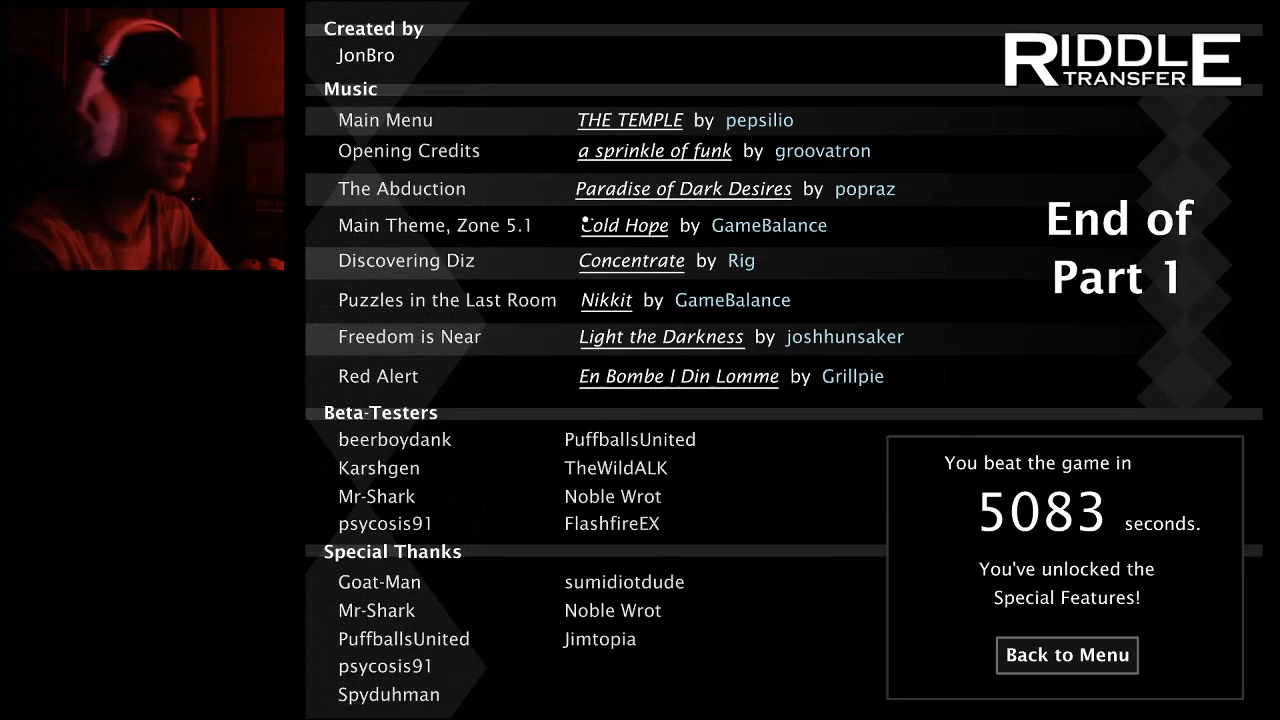 Created by
JonBro
RIDDLE
TRANSFER
Music
Main Menu THE TEMPLE by pepsilio
Opening Credits a sprinkle of funk by groovatron
The Abduction Paradise of Dark Desires by popraz
Main Theme, Zone 5.1 Cold Hope by GameBalance
Discovering Diz Concentrate by Rig
Puzzles in the Last Room Nikkit by GameBalance
Freedom is Near Light the Darkness by joshhunsaker
Red Alert En Bombe I Din Lomme by Grillpie
End of
Part 1
Beta-Testers
beerboydank PuffballsUnited
Karshgen TheWildALK
Mr-Shark Noble Wrot
psycosis91 FlashfireEX
Special Thanks
Goat-Man sumidiotdude
Mr-Shark Noble Wrot
PuffballsUnited Jimtopia
psycosis91
Spyduhman
You beat the game in
5083 seconds.
You've unlocked the
Special Features!
Back to Menu